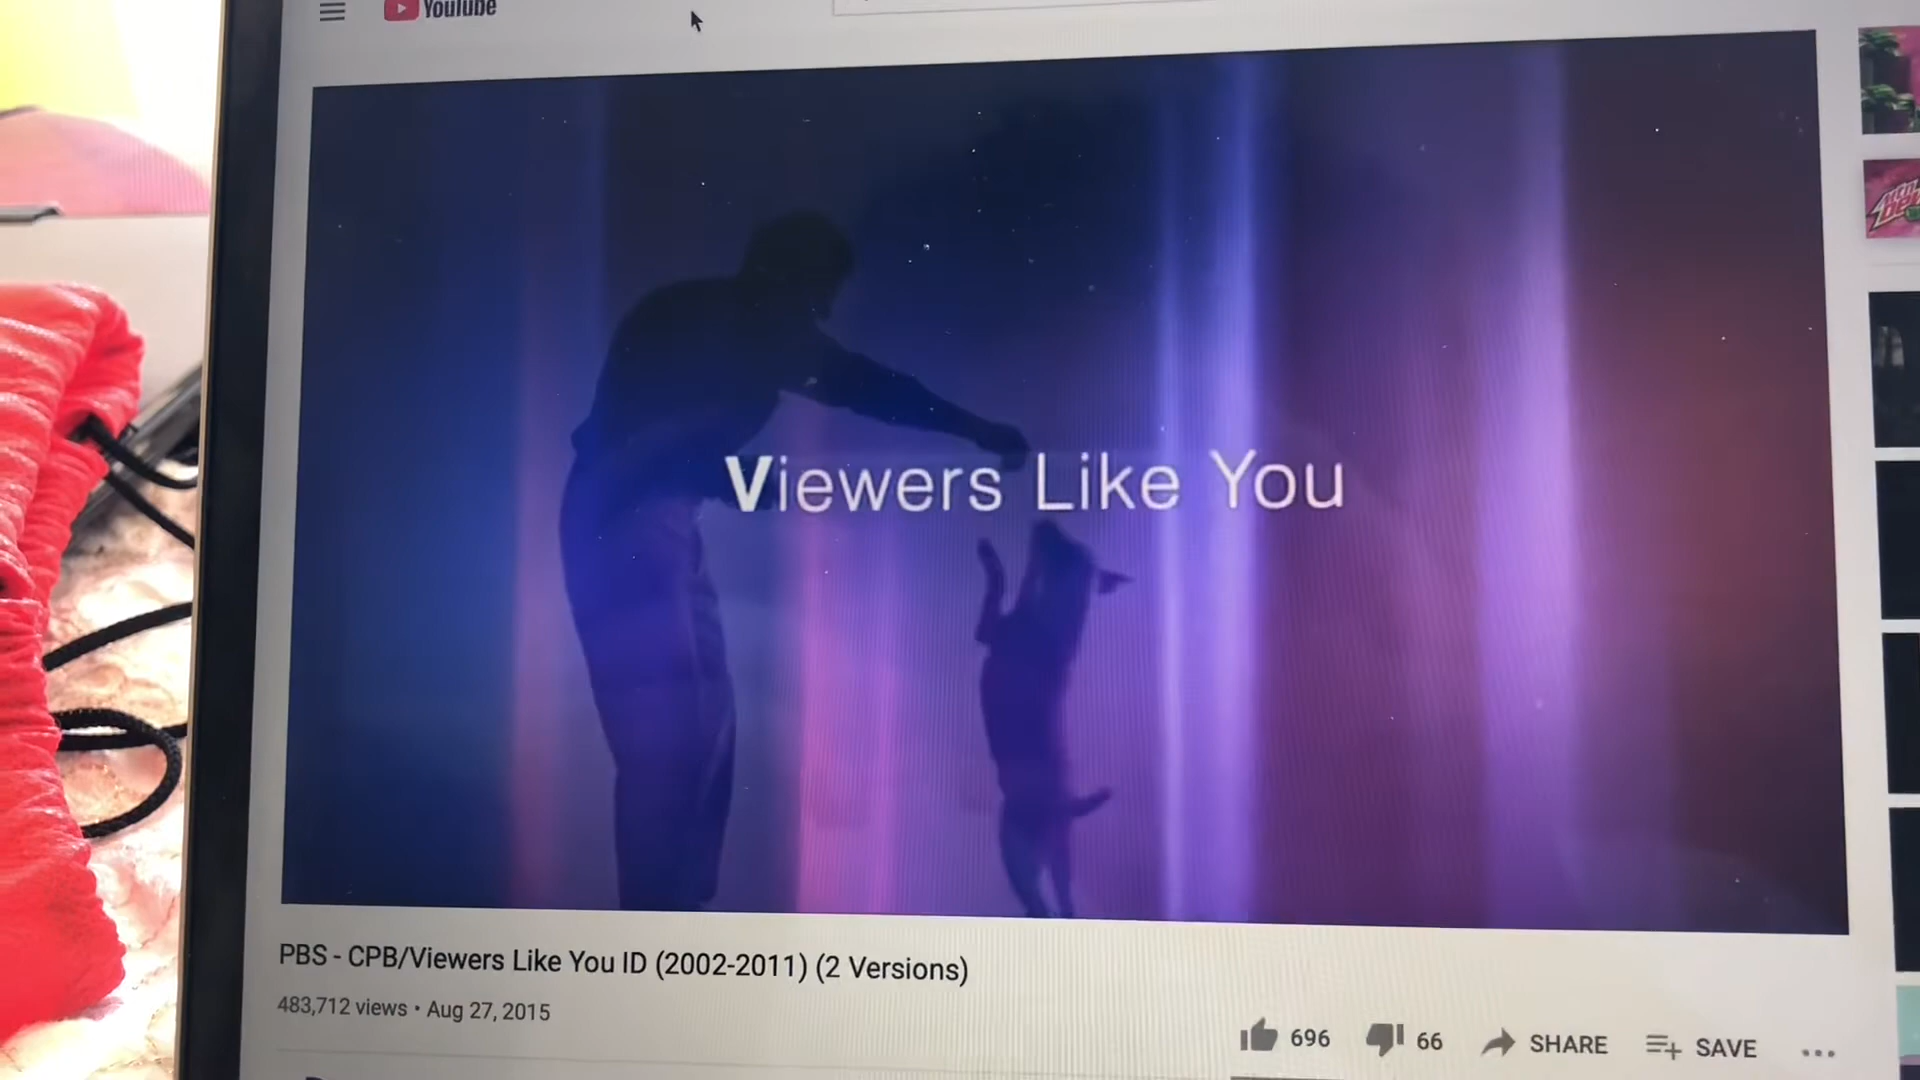 YouTube
Viewers Like You
PBS - CPB/Viewers Like You ID (2002-2011) (2 Versions)
483,712 views • Aug 27, 2015
696
66
SHARE
SAVE